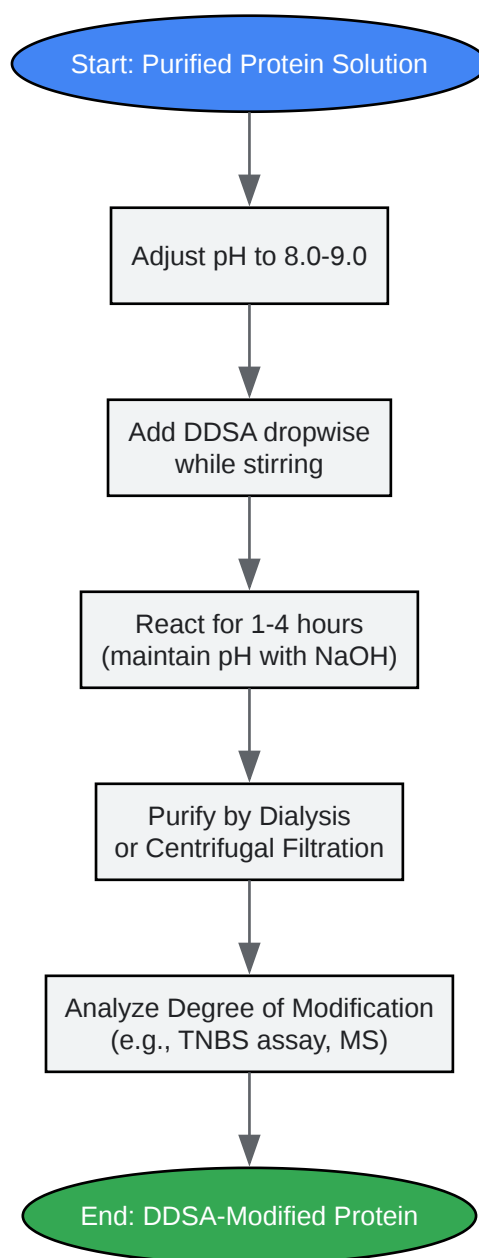 Start: Purified Protein Solution
Adjust pH to 8.0-9.0
Add DDSA dropwise
while stirring
React for 1-4 hours
(maintain pH with NaOH)
Purify by Dialysis
or Centrifugal Filtration
Analyze Degree of Modification
(e.g., TNBS assay, MS)
End: DDSA-Modified Protein